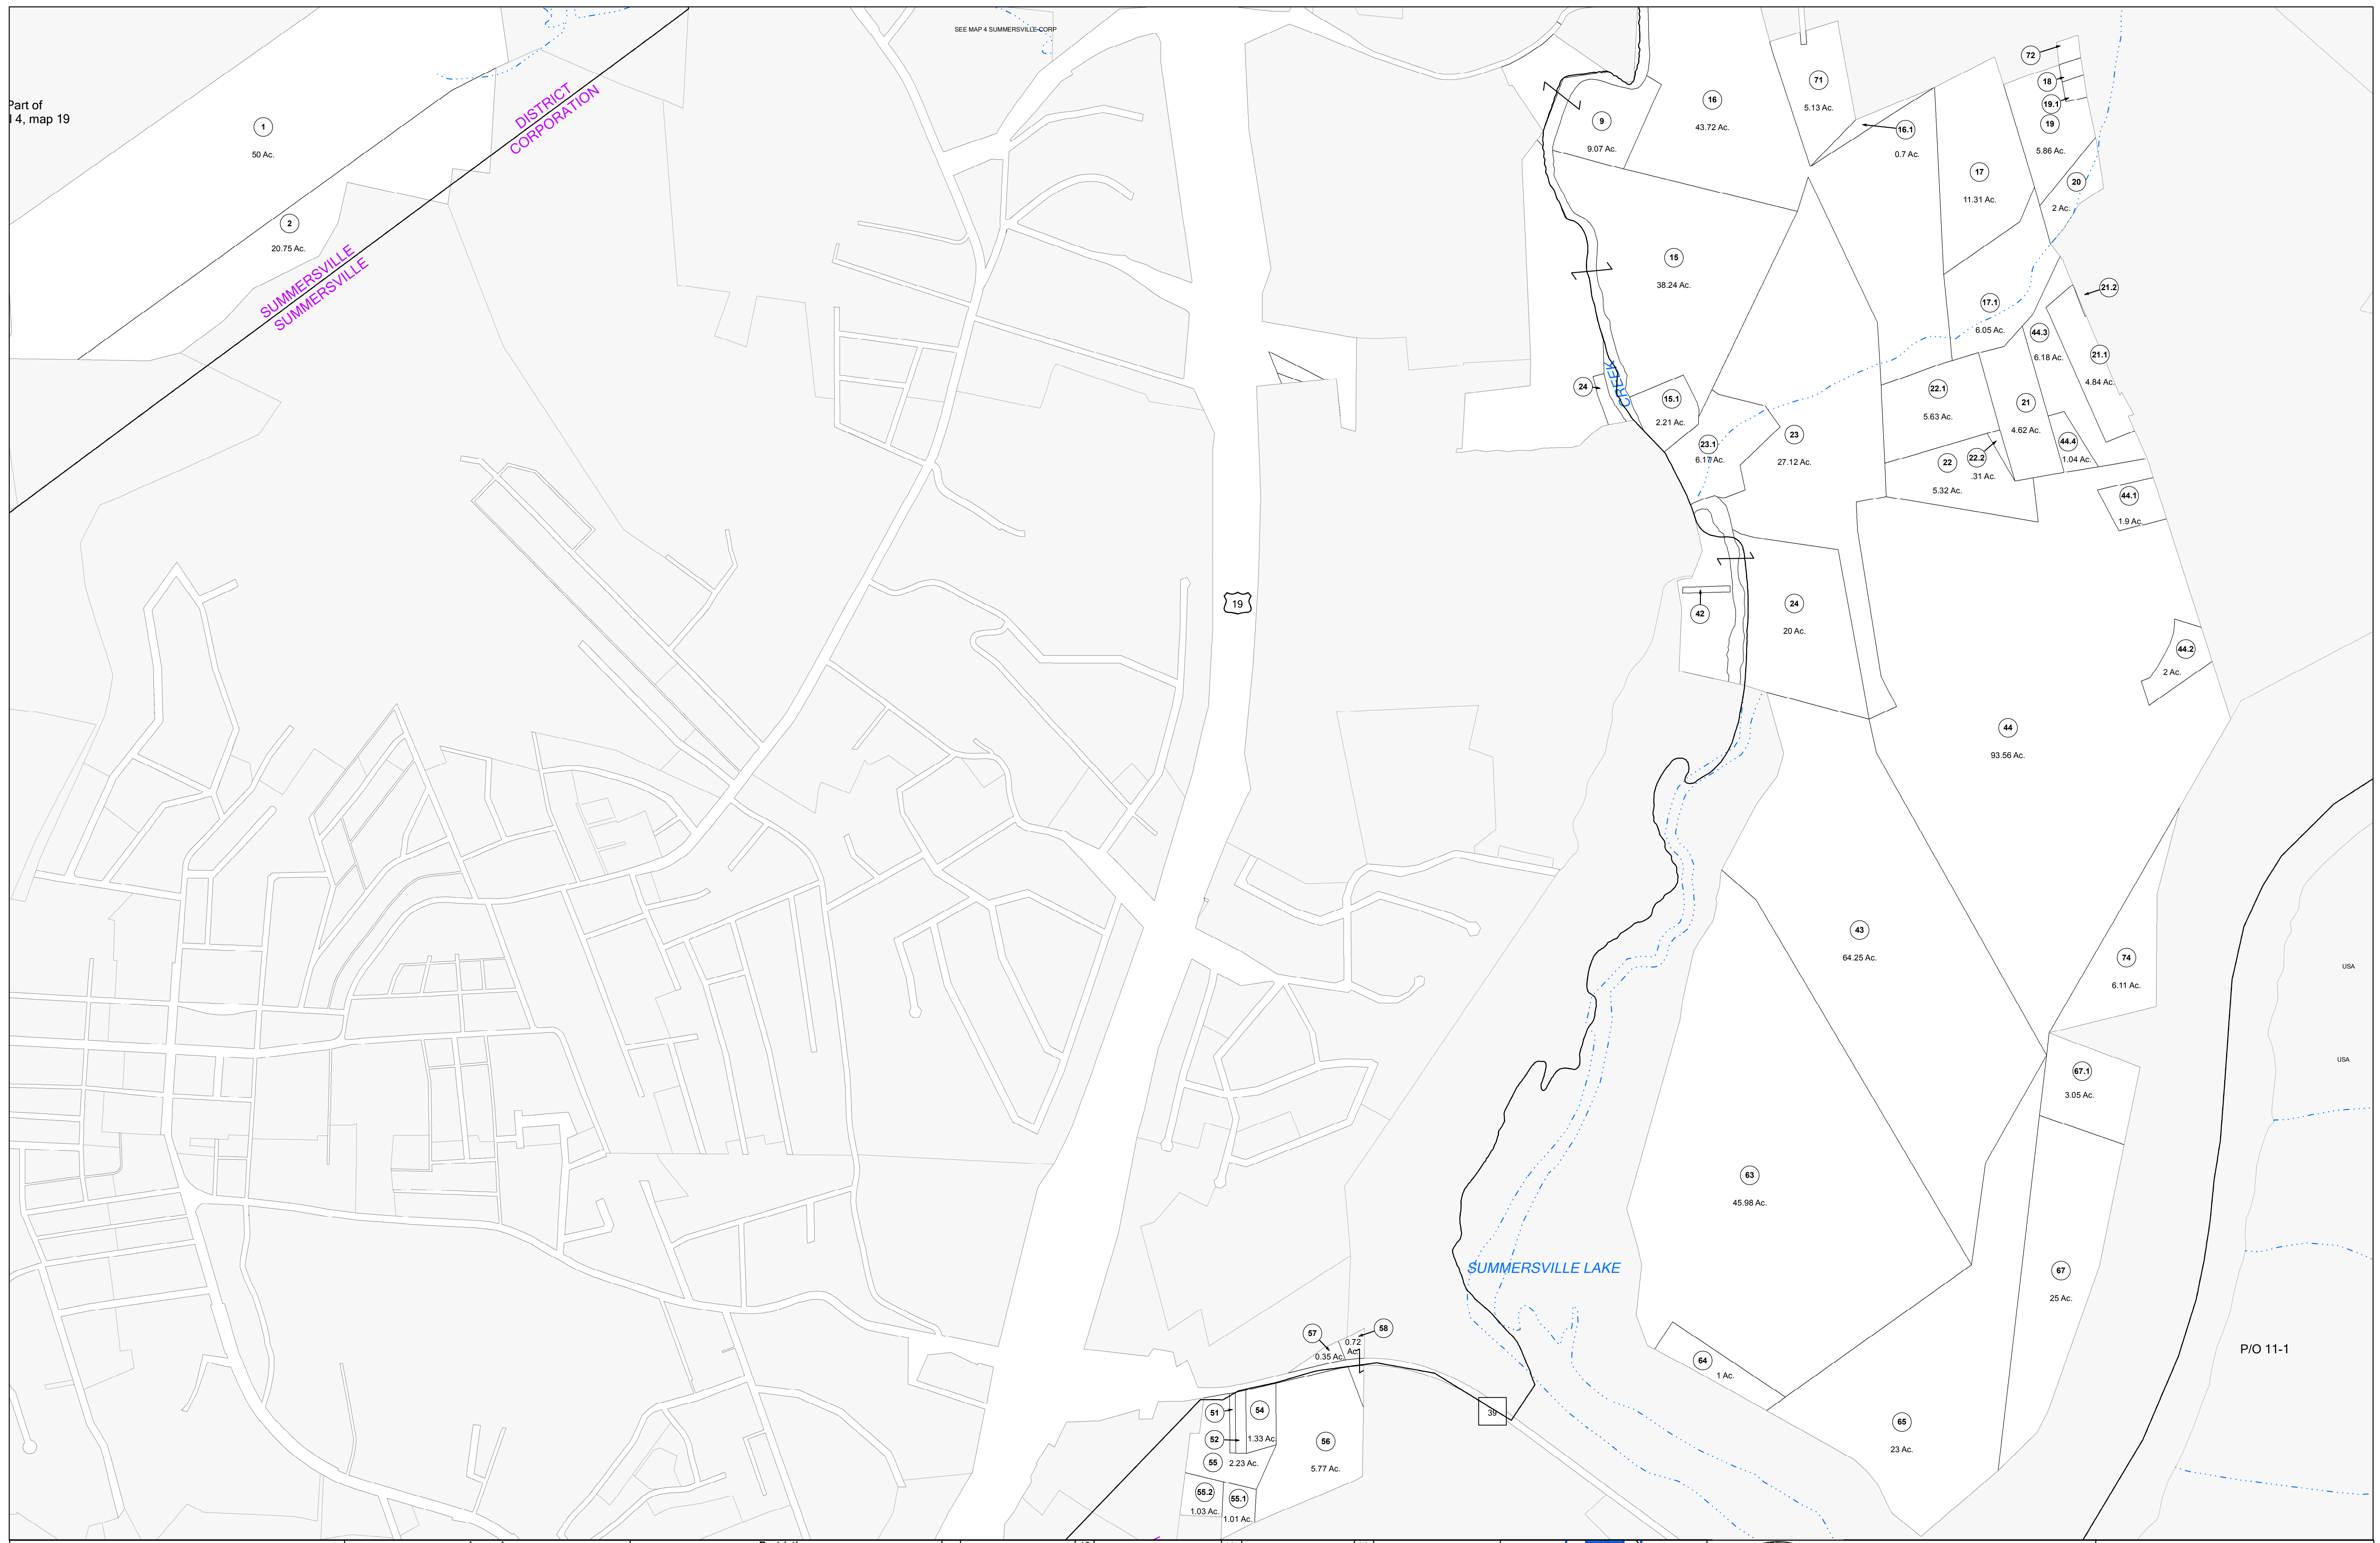 SEE MAP 4 SUMMERSVILLE CORP
Part of
14, map 19
1
50 Ac.
2
20.75 Ac.
DISTRICT
CORPORATION
SUMMERSVILLE
SUMMERSVILLE
72
18
19.1
19
5.86 Ac.
71
5.13 Ac.
16
43.72 Ac.
9
9.07 Ac.
16.1
0.7 Ac.
17
11.31 Ac.
20
2 Ac.
15
38.24 Ac.
21.2
17.1
6.05 Ac.
44.3
6.18 Ac.
21.1
4.84 Ac.
24
CREEK
15.1
2.21 Ac.
22.1
5.63 Ac.
21
4.62 Ac.
23.1
6.17 Ac.
23
27.12 Ac.
44.4
1.04 Ac.
22
5.32 Ac.
22.2
.31 Ac.
44.1
1.9 Ac.
19
42
24
20 Ac.
44.2
2 Ac.
44
93.56 Ac.
43
64.25 Ac.
74
6.11 Ac.
USA
USA
67.1
3.05 Ac.
63
45.98 Ac.
SUMMERSVILLE LAKE
67
25 Ac.
57
0.35 Ac.
58
0.72
Ac.
P/O 11-1
64
1 Ac.
39
51
54
1.33 Ac.
52
55
2.23 Ac.
56
5.77 Ac.
65
23 Ac.
55.2
1.03 Ac.
55.1
1.01 Ac.